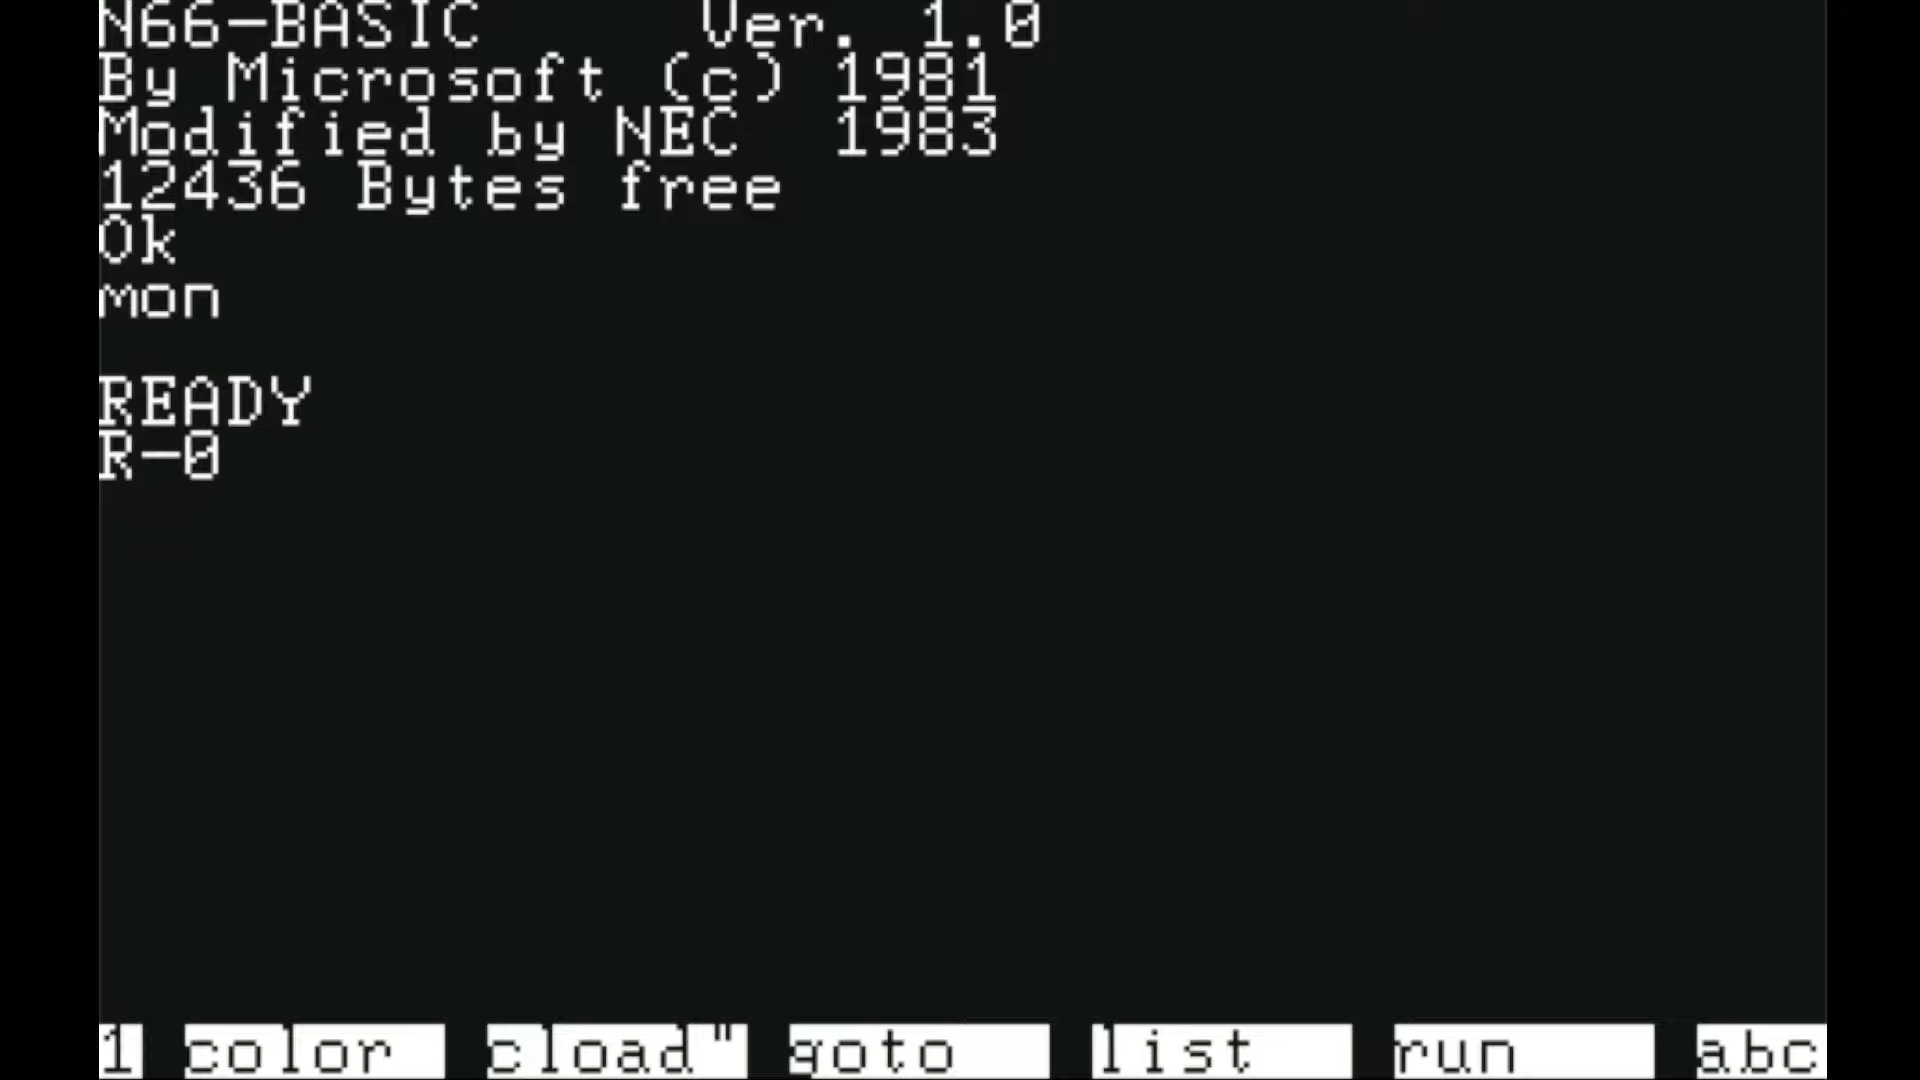 N66-BASIC     Ver. 1.0
By Microsoft (c) 1981
Modified by NEC  1983
12436 Bytes free
Ok
mon
READY
R-0
1 color cload" goto list run abc